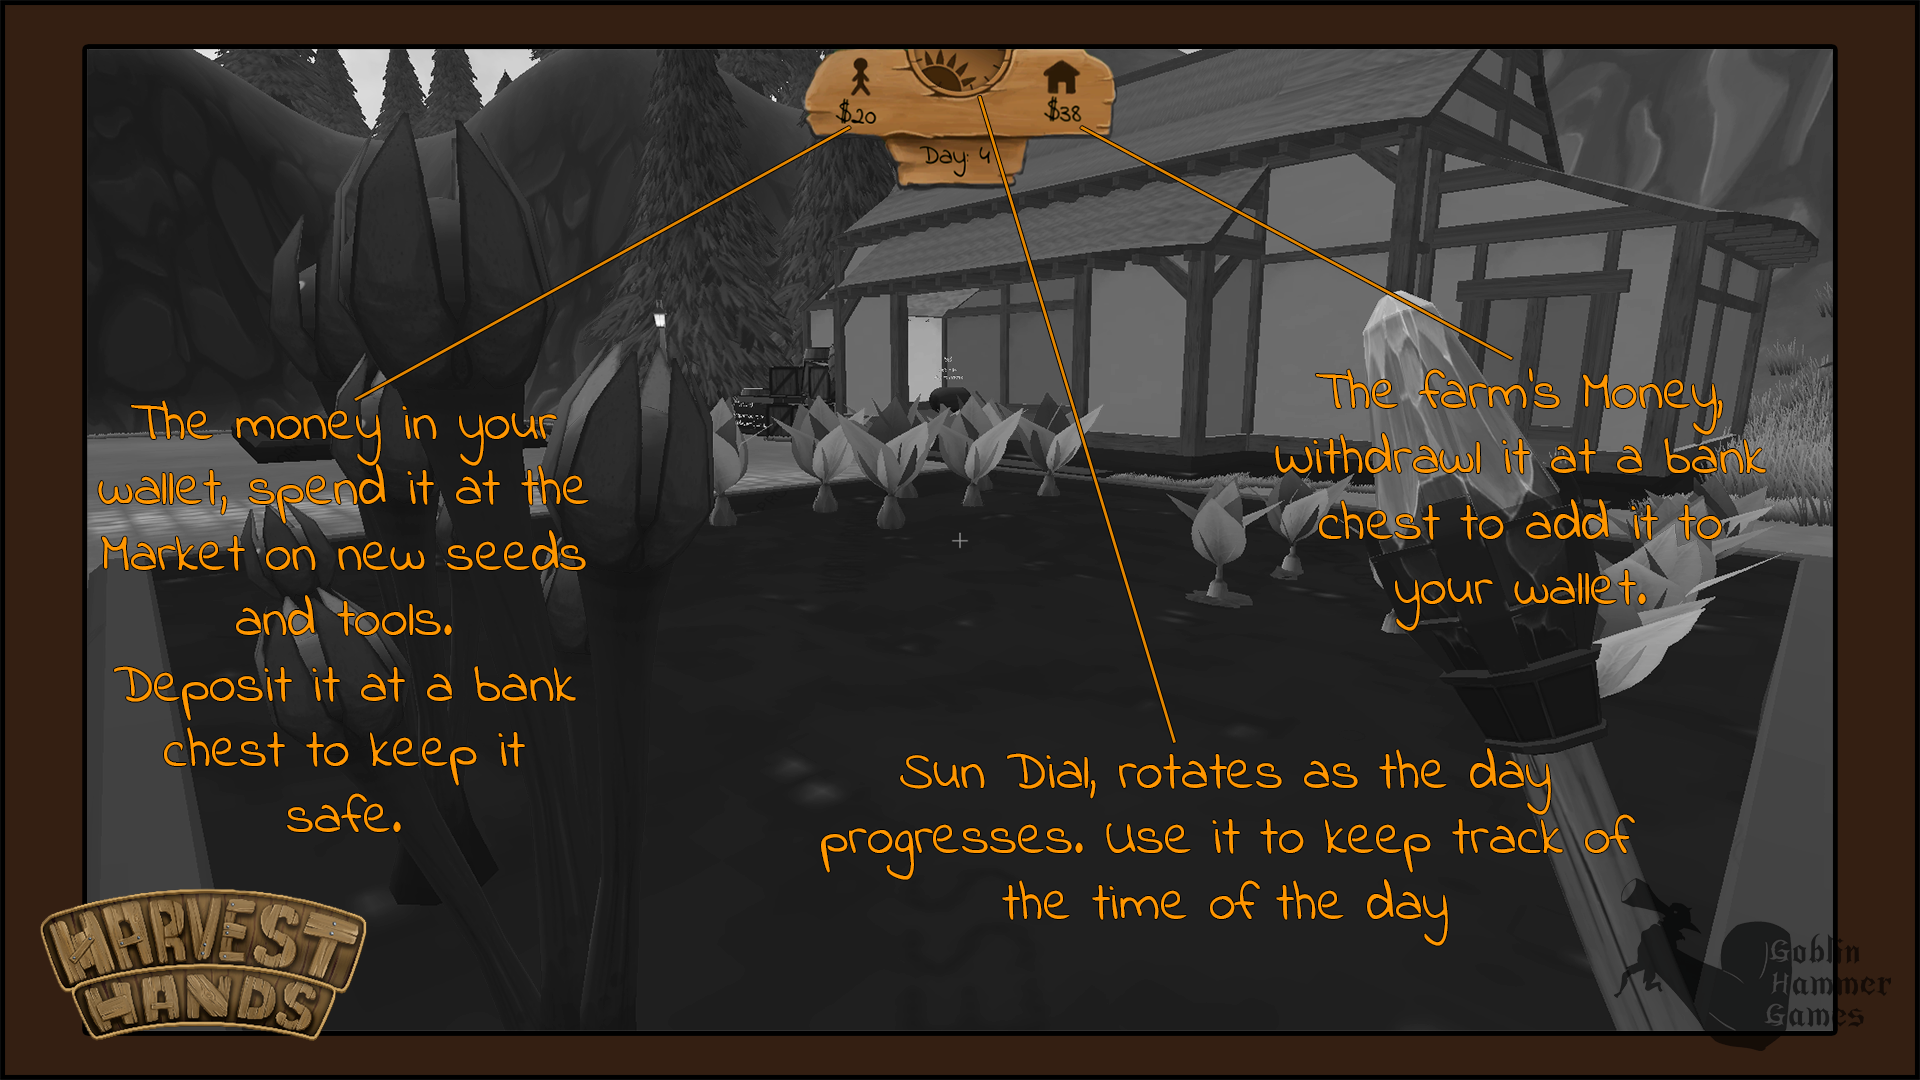 $20
$38
Day: 4
The money in your
wallet, spend it at the
Market on new seeds
and tools.
Deposit it at a bank
chest to keep it
safe.
The farm's Money,
withdrawl it at a bank
chest to add it to
your wallet.
Sun Dial, rotates as the day
progresses. Use it to keep track of
the time of the day
HARVEST
HANDS
Goblin
Hammer
Games